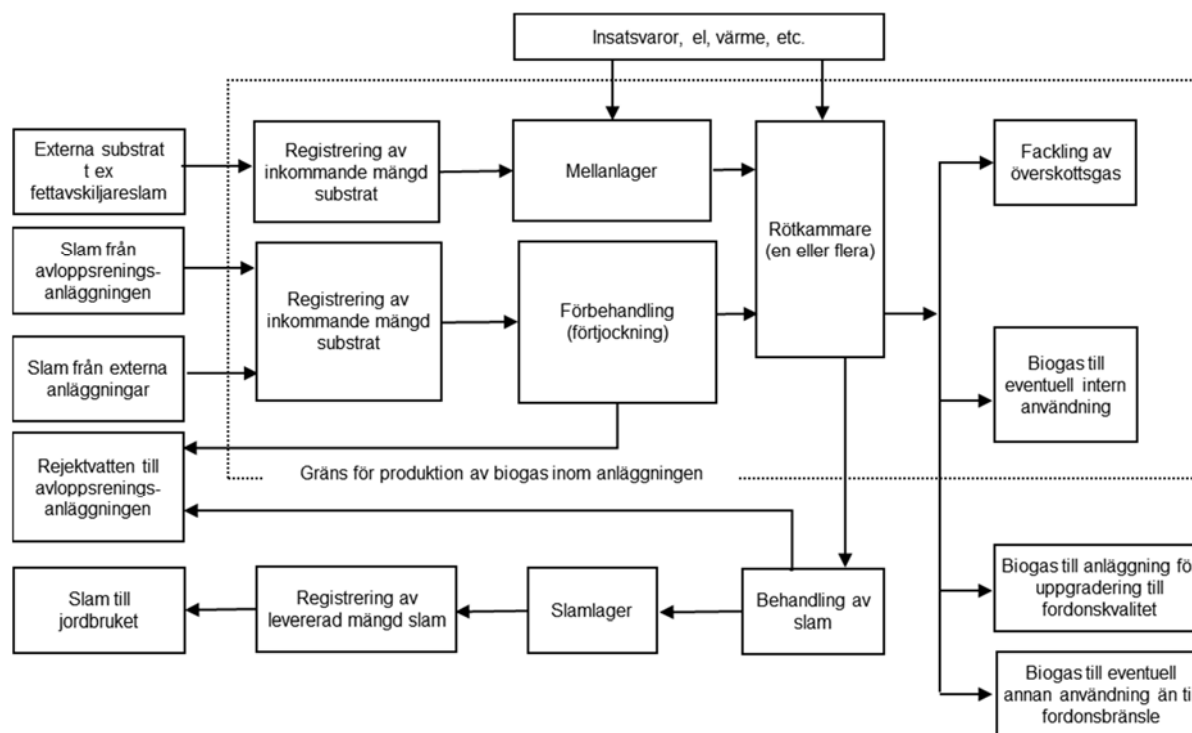 Insatsvaror, el, värme, etc.
Externa substrat
t ex
fettavskiljareslam
Registrering av
inkommande mängd
substrat
Mellanlager
Rötkammare
(en eller flera)
Fackling av
överskottsgas
Slam från
avloppsrenings-
anläggningen
Registrering av
inkommande mängd
substrat
Förbehandling
(förtjockning)
Slam från externa
anläggningar
Biogas till
eventuell intern
användning
Rejektvatten till
avloppsrenings-
anläggningen
Gräns för produktion av biogas inom anläggningen
Slam till
jordbruket
Registrering av
levererad mängd slam
Slamlager
Behandling av
slam
Biogas till anläggning fö
uppgradering till
fordonskvalitet
Biogas till eventuell
annan användning än ti
fordonsbränsle